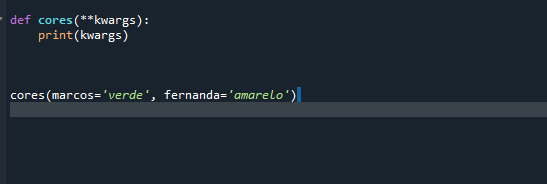 def cores(**kwargs):
    print(kwargs)
cores(marcos='verde', fernanda='amarelo')